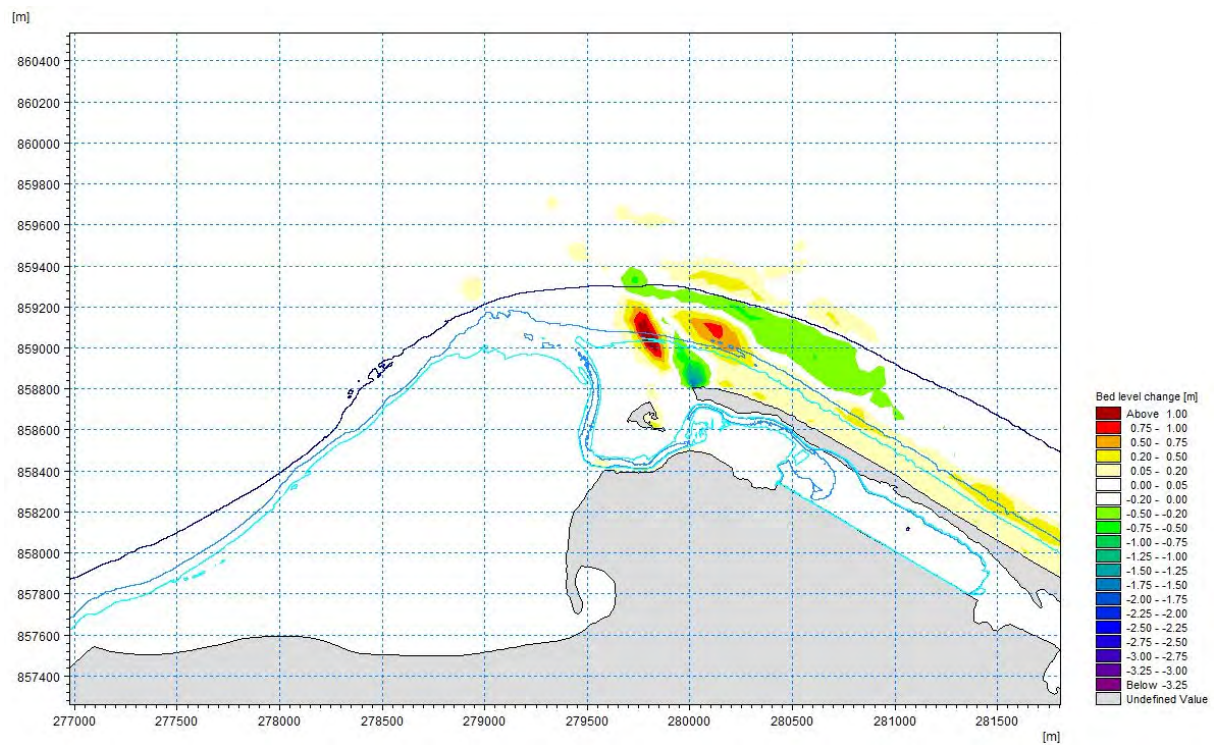 [m]
860400
860200
860000
859800
859600
859400
859200
859000
858800
858600
858400
858200
858000
857800
857600
857400
277000 277500 278000 278500 279000 279500 280000 280500 281000 281500
[m]
Bed level change [m]
Above 1.00
0.75 - 1.00
0.50 - 0.75
0.20 - 0.50
0.05 - 0.20
0.00 - 0.05
-0.20 - 0.00
-0.50 - -0.20
-0.75 - -0.50
-1.00 - -0.75
-1.25 - -1.00
-1.50 - -1.25
-1.75 - -1.50
-2.00 - -1.75
-2.25 - -2.00
-2.50 - -2.25
-2.75 - -2.50
-3.00 - -2.75
-3.25 - -3.00
Below -3.25
Undefined Value